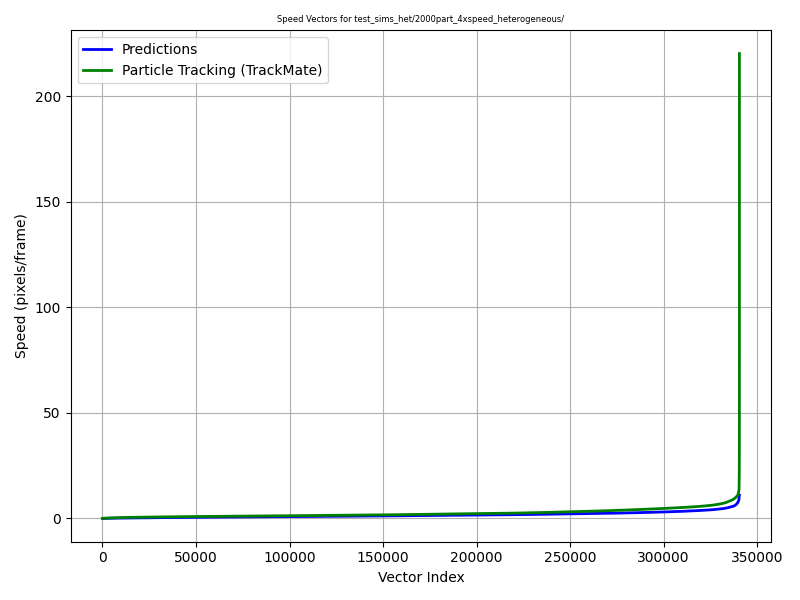 Speed Vectors for test_sims_het/2000part_4xspeed_heterogeneous/
Predictions
Particle Tracking (TrackMate)
Speed (pixels/frame)
200
150
100
50
0
0 50000 100000 150000 200000 250000 300000 350000
Vector Index